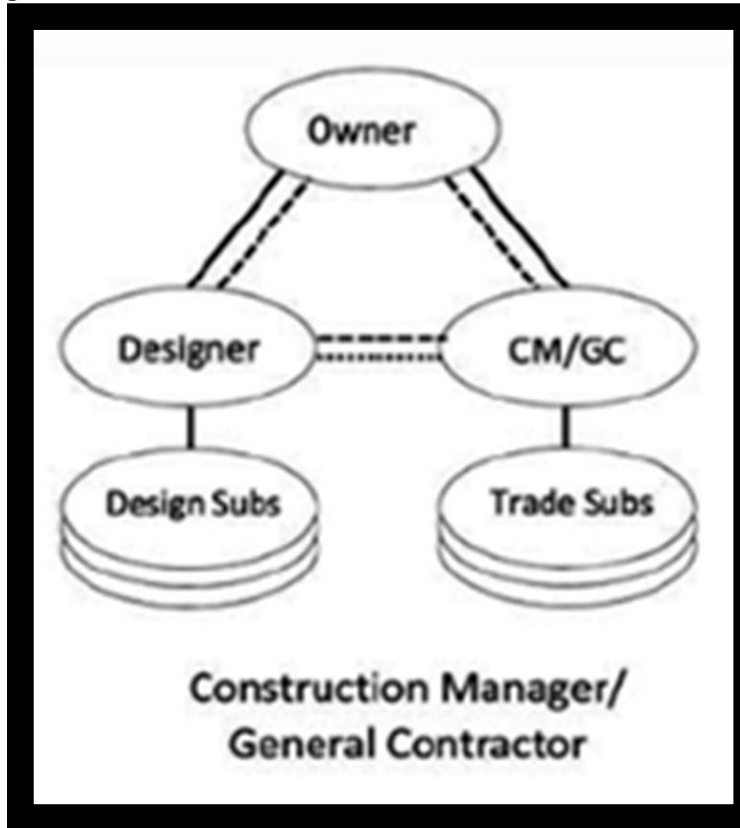 Owner
Designer
CM/GC
Design Subs
Trade Subs
Construction Manager/
General Contractor